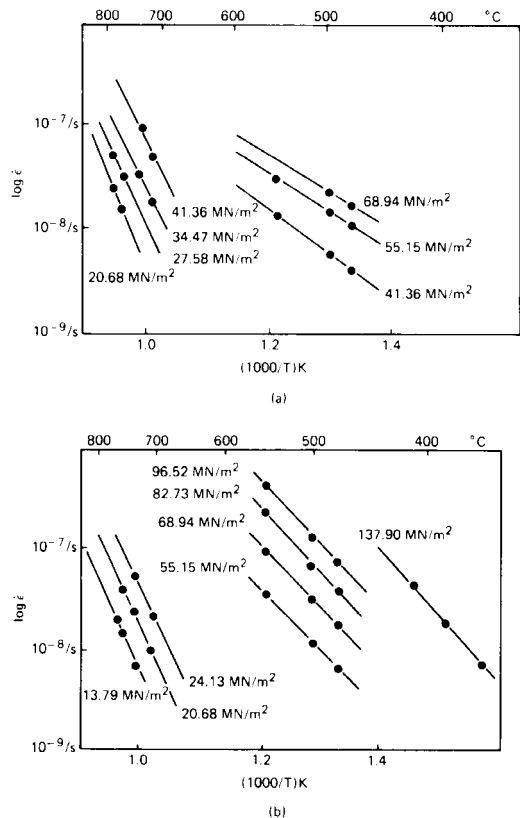 800 700 600 500 400 °C
10⁻⁷/s
log ε̇
10⁻⁸/s
10⁻⁹/s
41.36 MN/m²
34.47 MN/m²
27.58 MN/m²
20.68 MN/m²
68.94 MN/m²
55.15 MN/m²
41.36 MN/m²
1.0 1.2 1.4
(1000/T)K
(a)
800 700 600 500 400 °C
96.52 MN/m²
82.73 MN/m²
68.94 MN/m²
55.15 MN/m²
137.90 MN/m²
10⁻⁷/s
log ε̇
10⁻⁸/s
10⁻⁹/s
24.13 MN/m²
13.79 MN/m²
20.68 MN/m²
1.0 1.2 1.4
(1000/T)K
(b)